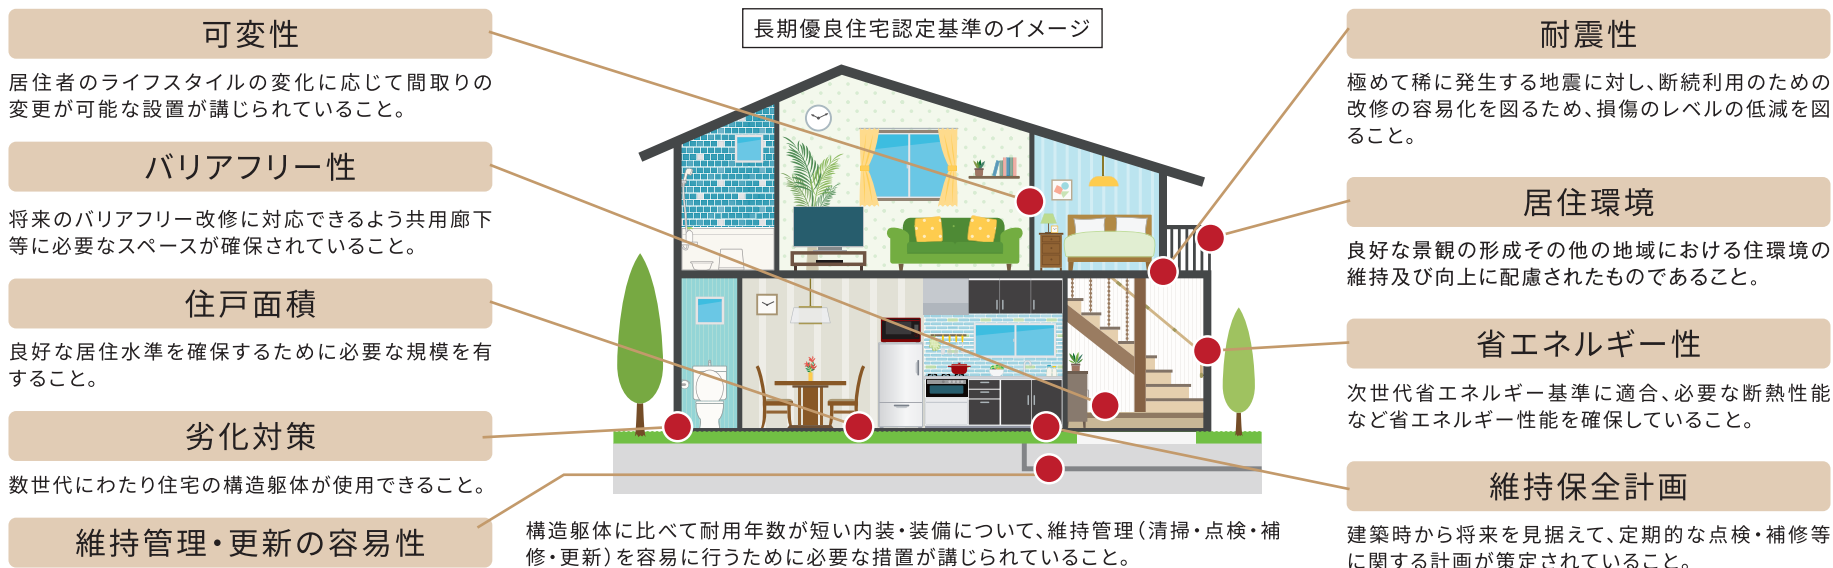 長期優良住宅認定基準のイメージ
可変性
居住者のライフスタイルの変化に応じて間取りの
変更が可能な設置が講じられていること。
バリアフリー性
将来のバリアフリー改修に対応できるよう共用廊下
等に必要なスペースが確保されていること。
住戸面積
良好な居住水準を確保するために必要な規模を有
すること。
劣化対策
数世代にわたり住宅の構造躯体が使用できること。
維持管理・更新の容易性
構造躯体に比べて耐用年数が短い内装・装備について、維持管理（清掃・点検・補
修・更新）を容易に行うために必要な措置が講じられていること。
耐震性
極めて稀に発生する地震に対し、断続利用のための
改修の容易化を図るため、損傷のレベルの低減を図
ること。
居住環境
良好な景観の形成その他の地域における住環境の
維持及び向上に配慮されたものであること。
省エネルギー性
次世代省エネルギー基準に適合、必要な断熱性能
など省エネルギー性能を確保していること。
維持保全計画
建築時から将来を見据えて、定期的な点検・補修等
に関する計画が策定されていること。